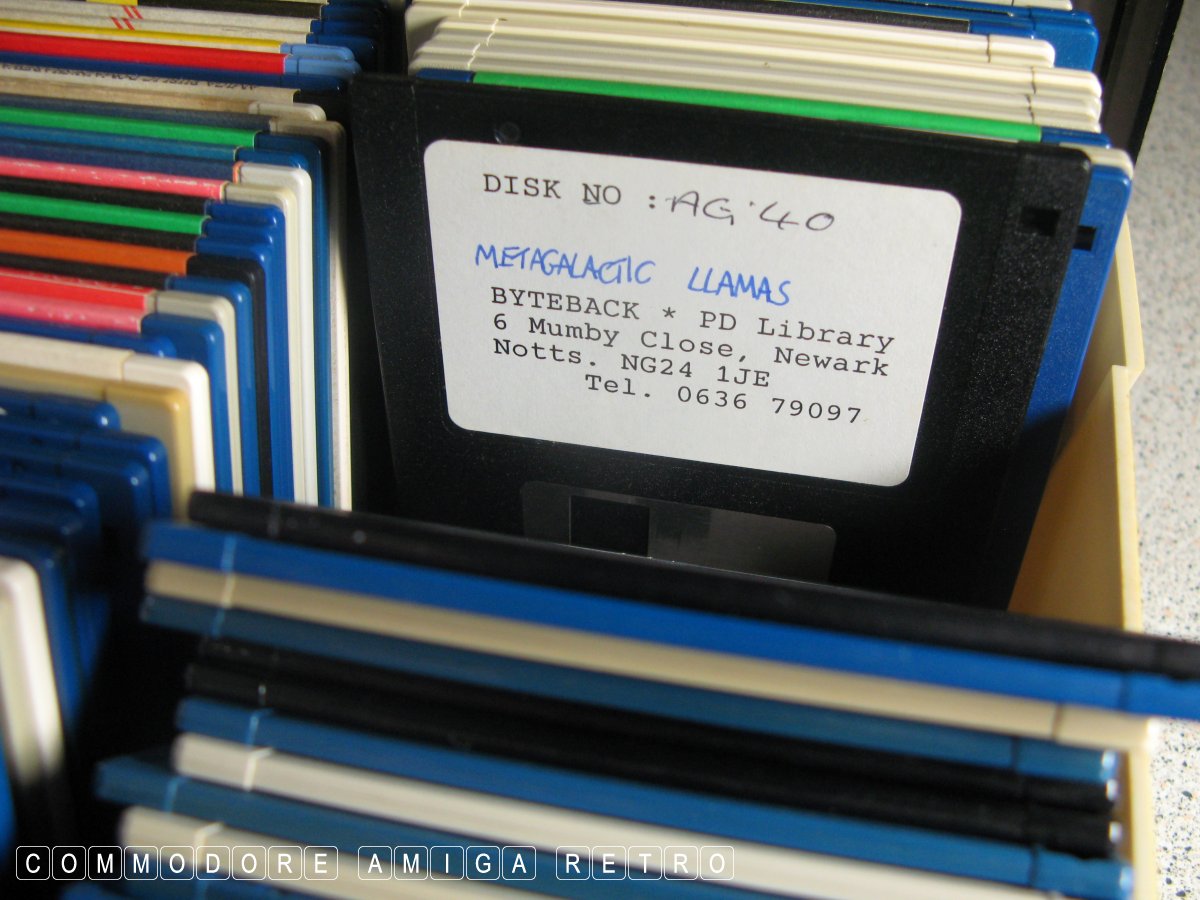 DISK NO : AG 40
METAGALACTIC LLAMAS
BYTEBACK * PD Library
6 Mumby Close, Newark
Notts. NG24 1JE
Tel. 0636 79097
COMMODORE AMIGA RETRO